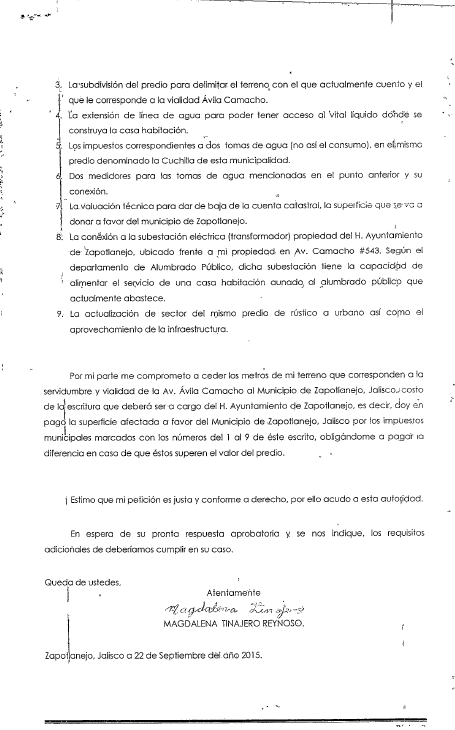 3. La subdivisión del predio para delimitar el terreno con el que actualmente cuento y el
que le corresponde a la vialidad Ávila Camacho.
4. La extensión de línea de agua para poder tener acceso al Vital líquido dónde se
construya la casa habitación.
5. Los impuestos correspondientes a dos tomas de agua (no así el consumo), en el mismo
predio denominado la Cuchilla de esta municipalidad.
6. Dos medidores para las tomas de agua mencionadas en el punto anterior y su
conexión.
7. La valuación técnica para dar de baja de la cuenta catastral, la superficie que se va a
donar a favor del municipio de Zapotlanejo.
8. La conexión a la subestación eléctrica (transformador) propiedad del H. Ayuntamiento
de Zapotlanejo, ubicado frente a mi propiedad en Av. Camacho #543. Según el
departamento de Alumbrado Público, dicha subestación tiene la capacidad de
alimentar el servicio de una casa habitación aunado al alumbrado público que
actualmente abastece.
9. La actualización de sector del mismo predio de rústico a urbano así como el
aprovechamiento de la infraestructura.
Por mi parte me comprometo a ceder los metros de mi terreno que corresponden a la
servidumbre y vialidad de la Av. Ávila Camacho al Municipio de Zapotlanejo, Jalisco, costo
de la escritura que deberá ser a cargo del H. Ayuntamiento de Zapotlanejo, es decir, doy en
pago la superficie afectada a favor del Municipio de Zapotlanejo, Jalisco por los impuestos
municipales marcados con los números del 1 al 9 de éste escrito, obligándome a pagar la
diferencia en caso de que éstos superen el valor del predio.
Estimo que mi petición es justa y conforme a derecho, por ello acudo a esta autoridad.
En espera de su pronta respuesta aprobatoria y se nos indique, los requisitos
adicionales de deberíamos cumplir en su caso.
Queda de ustedes,
Atentamente
Magdalena Tinajero
MAGDALENA TINAJERO REYNOSO.
Zapotlanejo, Jalisco a 22 de Septiembre del año 2015.